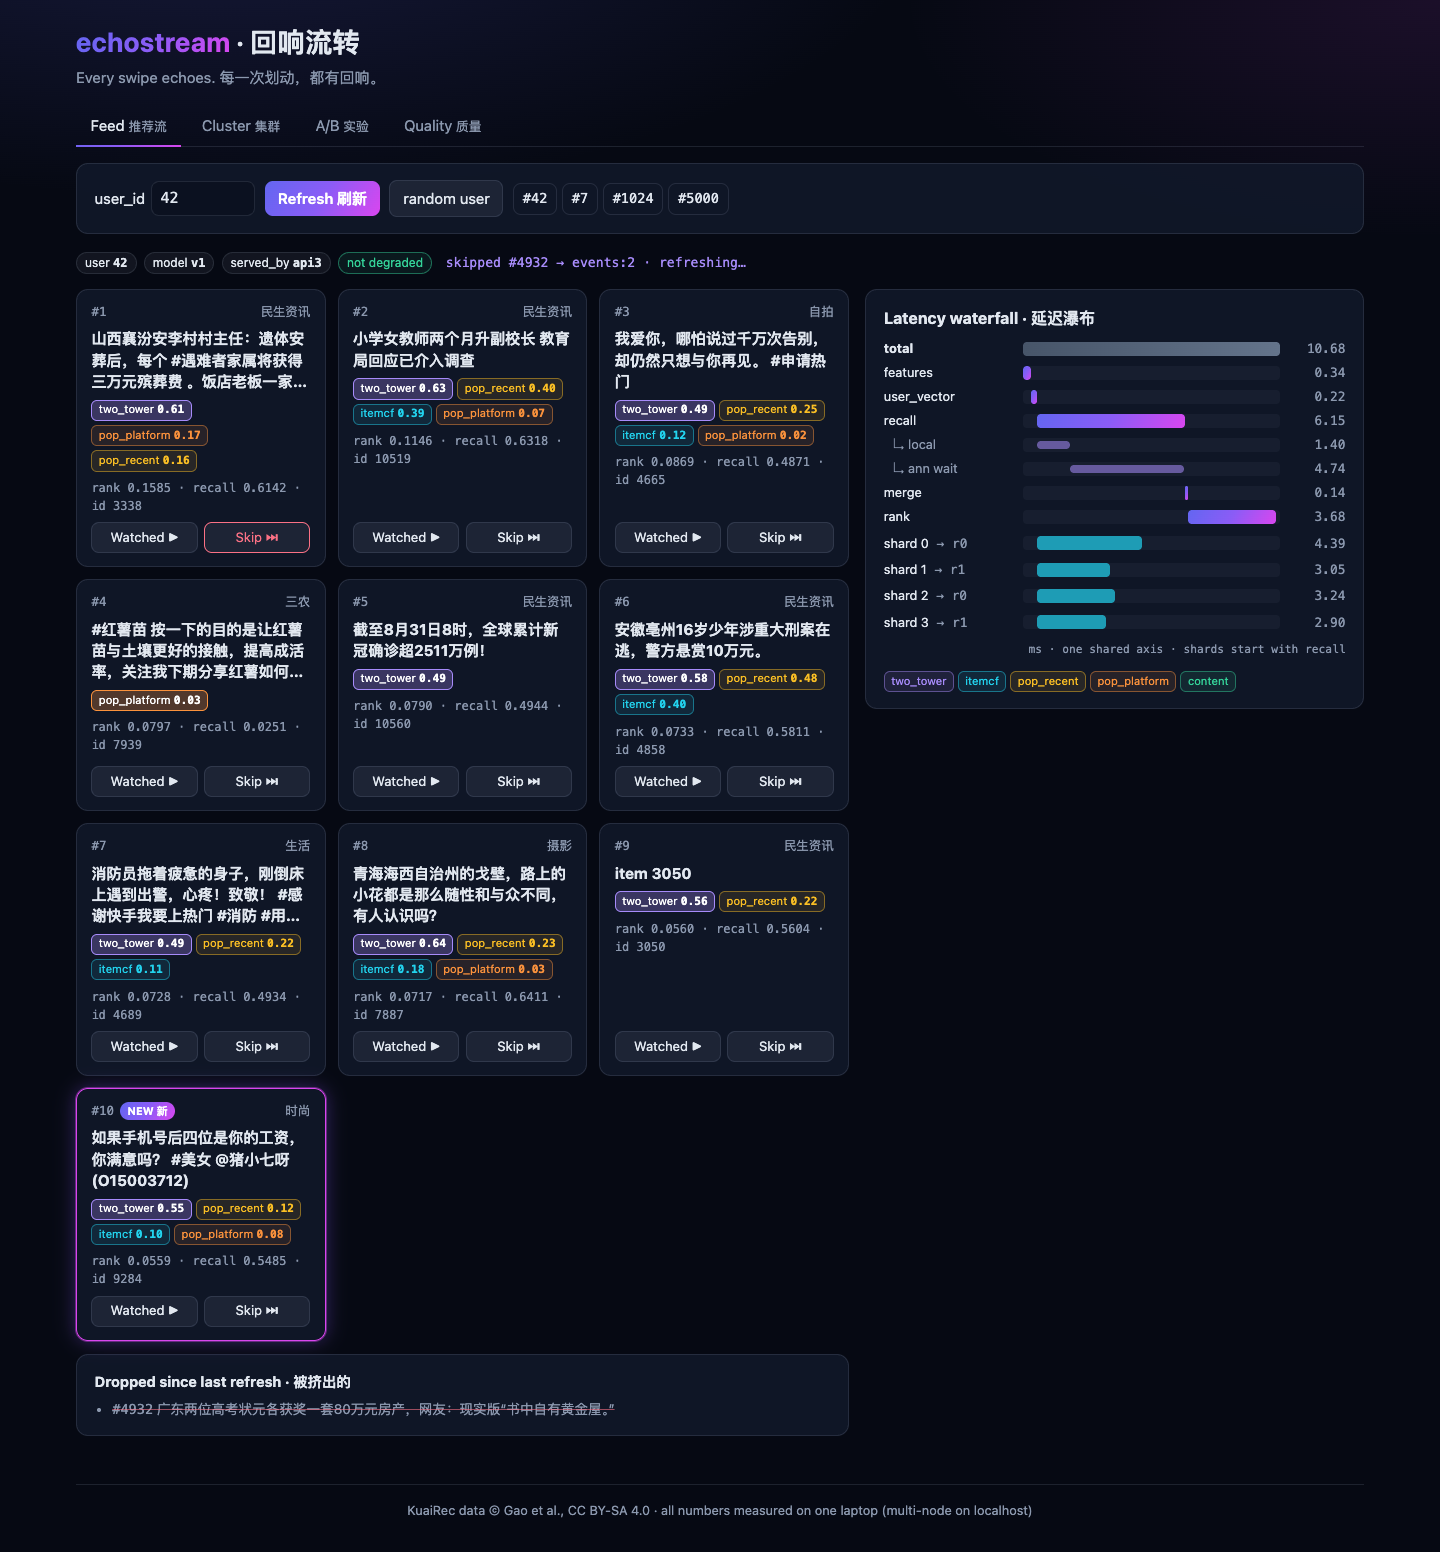 echostream · 回响流转
Every swipe echoes. 每一次划动，都有回响。
Feed 推荐流 Cluster 集群 A/B 实验 Quality 质量
user_id 42 Refresh 刷新 random user #42 #7 #1024 #5000
user 42 model v1 served_by api3 not degraded skipped #4932 → events:2 · refreshing…
#1 民生资讯
山西襄汾安李村村主任：遗体安
葬后，每个 #遇难者家属将获得
三万元殡葬费 。饭店老板一家…
two_tower 0.61
pop_platform 0.17
pop_recent 0.16
rank 0.1585 · recall 0.6142 ·
id 3338
Watched ▶ Skip ⏭
#2 民生资讯
小学女教师两个月升副校长 教育
局回应已介入调查
two_tower 0.63 pop_recent 0.40
itemcf 0.39 pop_platform 0.07
rank 0.1146 · recall 0.6318 ·
id 10519
Watched ▶ Skip ⏭
#3 自拍
我爱你，哪怕说过千万次告别，
却仍然只想与你再见。 #申请热
门
two_tower 0.49 pop_recent 0.25
itemcf 0.12 pop_platform 0.02
rank 0.0869 · recall 0.4871 ·
id 4665
Watched ▶ Skip ⏭
#4 三农
#红薯苗 按一下的目的是让红薯
苗与土壤更好的接触，提高成活
率，关注我下期分享红薯如何…
pop_platform 0.03
rank 0.0797 · recall 0.0251 ·
id 7939
Watched ▶ Skip ⏭
#5 民生资讯
截至8月31日8时，全球累计新
冠确诊超2511万例！
two_tower 0.49
rank 0.0790 · recall 0.4944 ·
id 10560
Watched ▶ Skip ⏭
#6 民生资讯
安徽亳州16岁少年涉重大刑案在
逃，警方悬赏10万元。
two_tower 0.58 pop_recent 0.48
itemcf 0.40
rank 0.0733 · recall 0.5811 ·
id 4858
Watched ▶ Skip ⏭
#7 生活
消防员拖着疲惫的身子，刚倒床
上遇到出警，心疼！致敬！ #感
谢快手我要上热门 #消防 #用…
two_tower 0.49 pop_recent 0.22
itemcf 0.11
rank 0.0728 · recall 0.4934 ·
id 4689
Watched ▶ Skip ⏭
#8 摄影
青海海西自治州的戈壁，路上的
小花都是那么随性和与众不同，
有人认识吗？
two_tower 0.64 pop_recent 0.23
itemcf 0.18 pop_platform 0.03
rank 0.0717 · recall 0.6411 ·
id 7887
Watched ▶ Skip ⏭
#9 民生资讯
item 3050
two_tower 0.56 pop_recent 0.22
rank 0.0560 · recall 0.5604 ·
id 3050
Watched ▶ Skip ⏭
#10 NEW 新 时尚
如果手机号后四位是你的工资，
你满意吗？ #美女 @猪小七呀
(O15003712)
two_tower 0.55 pop_recent 0.12
itemcf 0.10 pop_platform 0.08
rank 0.0559 · recall 0.5485 ·
id 9284
Watched ▶ Skip ⏭
Dropped since last refresh · 被挤出的
• #4932 广东两位高考状元各获奖一套80万元房产，网友：现实版“书中自有黄金屋。”
Latency waterfall · 延迟瀑布
total 10.68
features 0.34
user_vector 0.22
recall 6.15
↳ local 1.40
↳ ann wait 4.74
merge 0.14
rank 3.68
shard 0 → r0 4.39
shard 1 → r1 3.05
shard 2 → r0 3.24
shard 3 → r1 2.90
ms · one shared axis · shards start with recall
two_tower itemcf pop_recent pop_platform content
KuaiRec data © Gao et al., CC BY-SA 4.0 · all numbers measured on one laptop (multi-node on localhost)